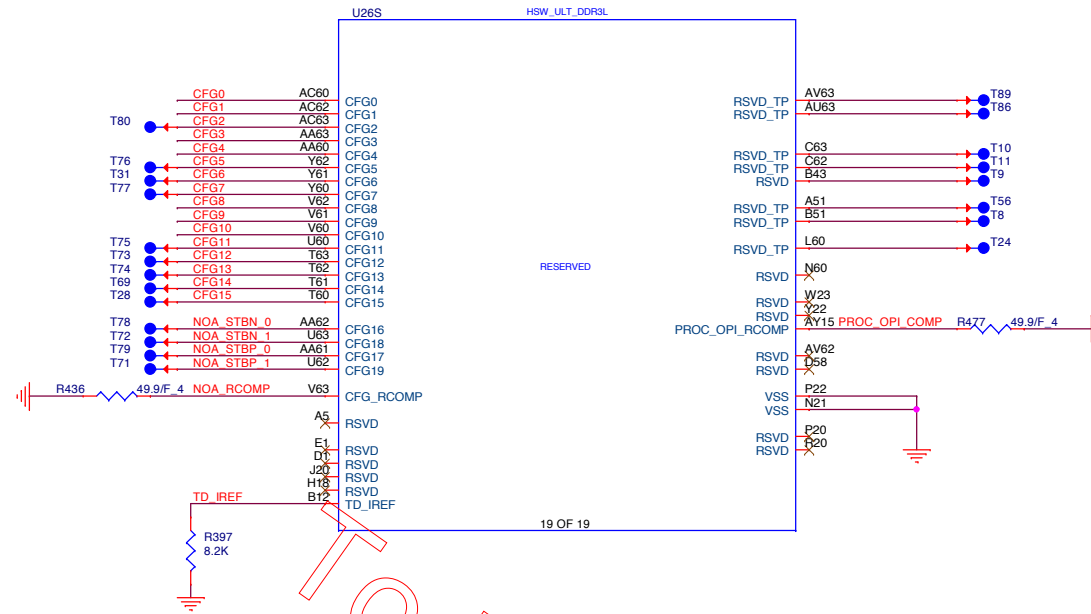 U26S HSW_ULT_DDR3L
CFG0 AC60 CFG0
CFG1 AC62 CFG1
T80 CFG2 AC63 CFG2
CFG3 AA63 CFG3
CFG4 AA60 CFG4
T76 CFG5 Y62 CFG5
T31 CFG6 Y61 CFG6
T77 CFG7 Y60 CFG7
CFG8 V62 CFG8
CFG9 V61 CFG9
CFG10 V60 CFG10
T75 CFG11 U60 CFG11
T73 CFG12 T63 CFG12
T74 CFG13 T62 CFG13
T69 CFG14 T61 CFG14
T28 CFG15 T60 CFG15
T78 NOA_STBN_0 AA62 CFG16
T72 NOA_STBN_1 U63 CFG18
T79 NOA_STBP_0 AA61 CFG17
T71 NOA_STBP_1 U62 CFG19
R436 49.9/F_4 NOA_RCOMP V63 CFG_RCOMP
A5 RSVD
E1 RSVD
D1 RSVD
J20 RSVD
H18 RSVD
TD_IREF B12 TD_IREF
R397
8.2K
RESERVED
RSVD_TP AV63 T89
RSVD_TP AU63 T86
RSVD_TP C63 T10
RSVD_TP C62 T11
RSVD B43 T9
RSVD_TP A51 T56
RSVD_TP B51 T8
RSVD_TP L60 T24
RSVD N60
RSVD W23
RSVD Y22
PROC_OPI_RCOMP AY15 PROC_OPI_COMP R477 49.9/F_4
RSVD AV62
RSVD D58
VSS P22
VSS N21
RSVD P20
RSVD R20
19 OF 19
To